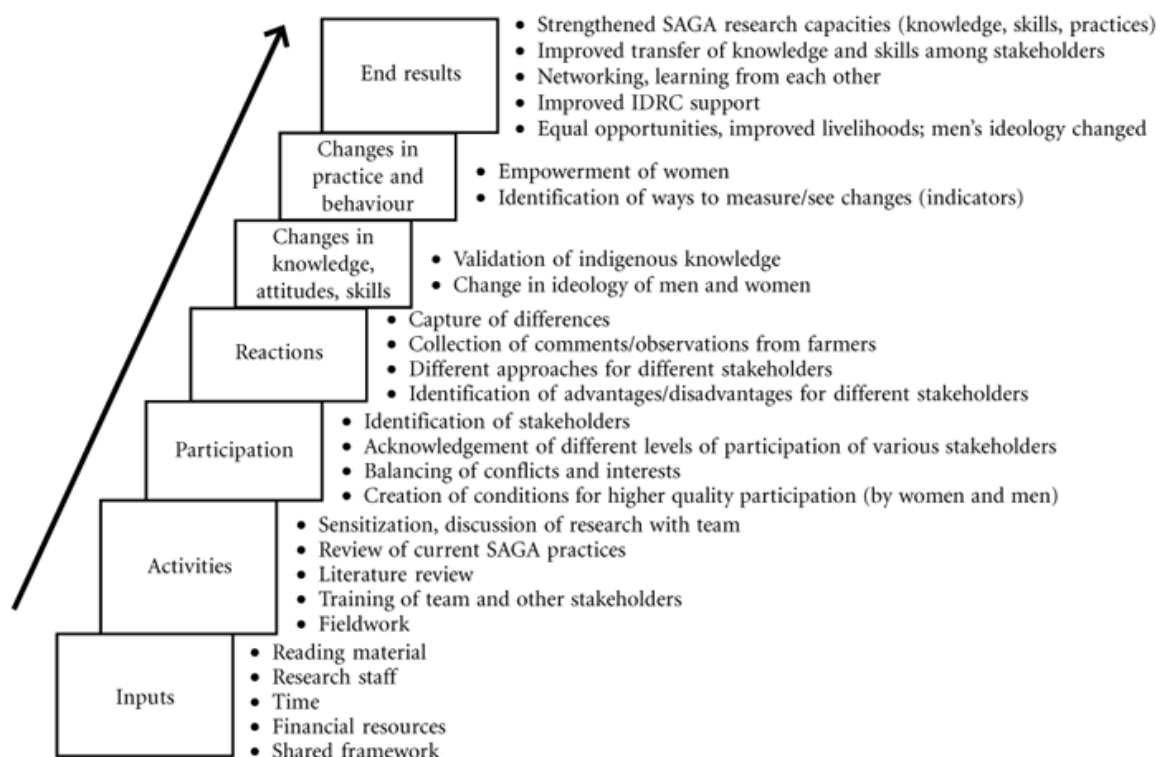 End results
• Strengthened SAGA research capacities (knowledge, skills, practices)
• Improved transfer of knowledge and skills among stakeholders
• Networking, learning from each other
• Improved IDRC support
• Equal opportunities, improved livelihoods; men's ideology changed
Changes in
practice and
behaviour
• Empowerment of women
• Identification of ways to measure/see changes (indicators)
Changes in
knowledge,
attitudes, skills
• Validation of indigenous knowledge
• Change in ideology of men and women
Reactions
• Capture of differences
• Collection of comments/observations from farmers
• Different approaches for different stakeholders
• Identification of advantages/disadvantages for different stakeholders
Participation
• Identification of stakeholders
• Acknowledgement of different levels of participation of various stakeholders
• Balancing of conflicts and interests
• Creation of conditions for higher quality participation (by women and men)
Activities
• Sensitization, discussion of research with team
• Review of current SAGA practices
• Literature review
• Training of team and other stakeholders
• Fieldwork
Inputs
• Reading material
• Research staff
• Time
• Financial resources
• Shared framework